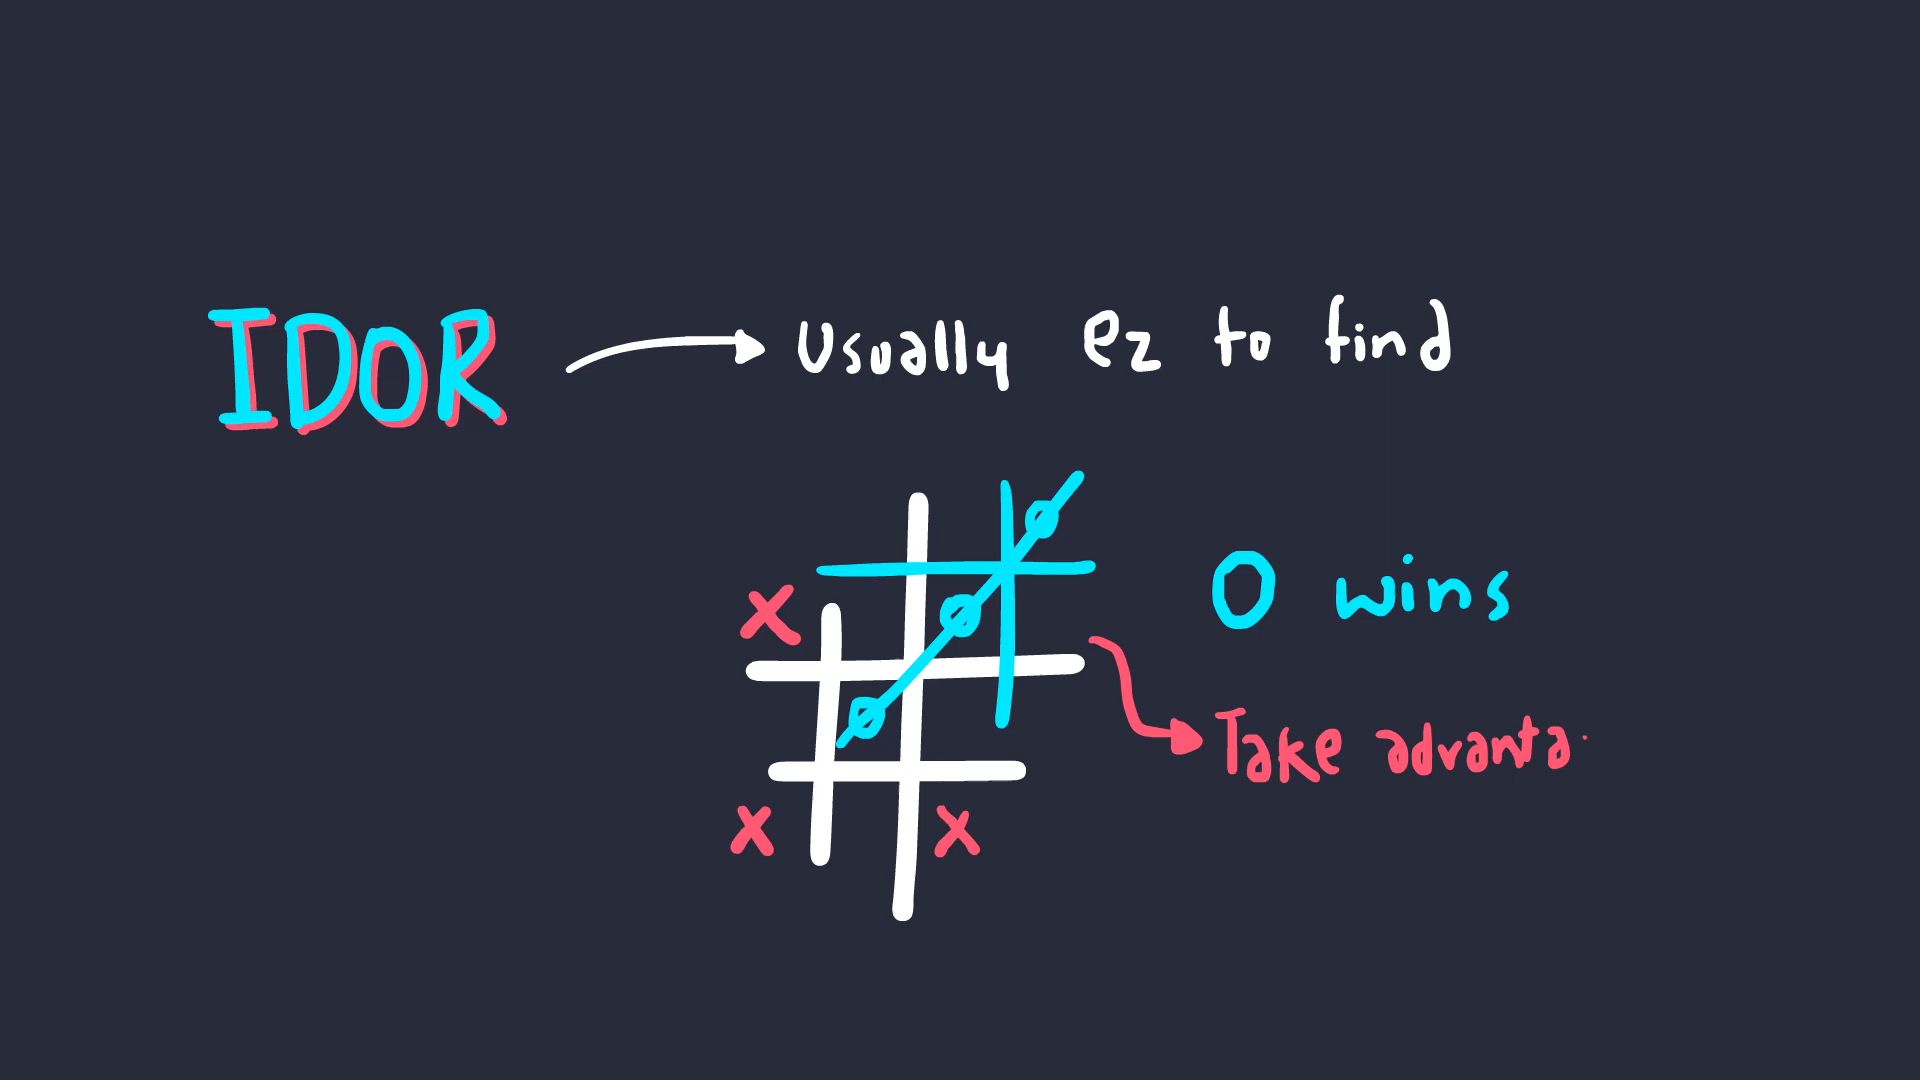 IDOR
Usually ez to find
O wins
Take advanta
x
x x